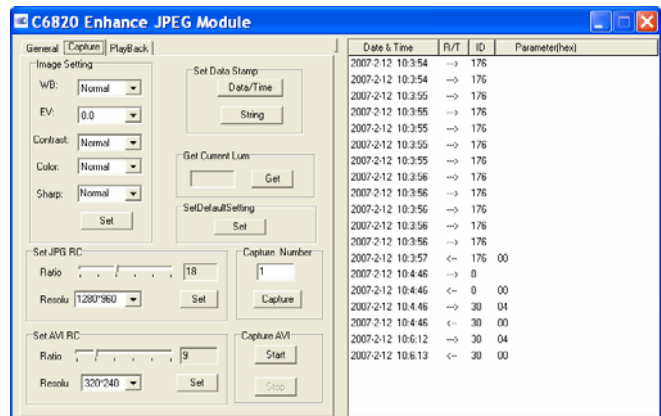 C6820 Enhance JPEG Module
General Capture PlayBack
Image Setting
WB: Normal
EV: 0.0
Contrast: Normal
Color: Normal
Sharp: Normal
Set
Set Data Stamp
Data/Time
String
Get Current Lum
Get
SetDefaultSetting
Set
Set JPG RC
Ratio 18
Resolu 1280*960 Set
Capture Number
1
Capture
Set AVI RC
Ratio 9
Resolu 320*240 Set
Capture AVI
Start
Stop
Date & Time R/T ID Parameter(hex)
2007-2-12 10:3:54 ---> 176
2007-2-12 10:3:54 ---> 176
2007-2-12 10:3:55 ---> 176
2007-2-12 10:3:55 ---> 176
2007-2-12 10:3:55 ---> 176
2007-2-12 10:3:55 ---> 176
2007-2-12 10:3:55 ---> 176
2007-2-12 10:3:56 ---> 176
2007-2-12 10:3:56 ---> 176
2007-2-12 10:3:56 ---> 176
2007-2-12 10:3:56 ---> 176
2007-2-12 10:3:56 ---> 176
2007-2-12 10:3:57 <-- 176 00
2007-2-12 10:4:46 ---> 0
2007-2-12 10:4:46 <-- 0 00
2007-2-12 10:4:46 ---> 30 04
2007-2-12 10:4:46 <-- 30 00
2007-2-12 10:6:12 ---> 30 04
2007-2-12 10:6:13 <-- 30 00